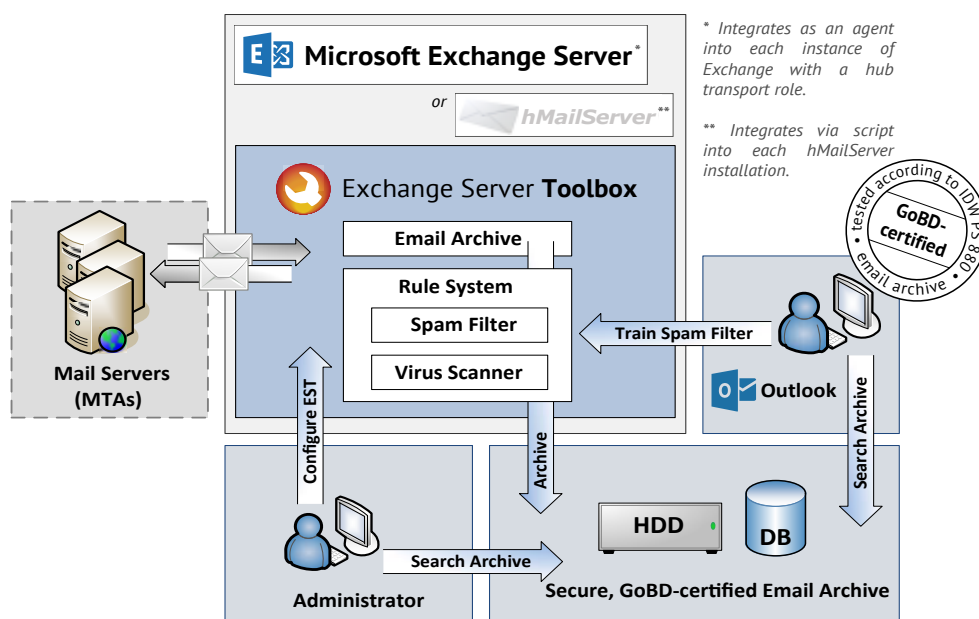 Microsoft Exchange Server*
or hMailServer**
* Integrates as an agent
into each instance of
Exchange with a hub
transport role.
** Integrates via script
into each hMailServer
installation.
• tested according to IDW PS 880 • email archive
GoBD-
certified
Exchange Server Toolbox
Email Archive
Rule System
Spam Filter
Virus Scanner
Mail Servers
(MTAs)
Train Spam Filter
Outlook
Configure EST
Archive
Search Archive
HDD
DB
Search Archive
Administrator
Secure, GoBD-certified Email Archive